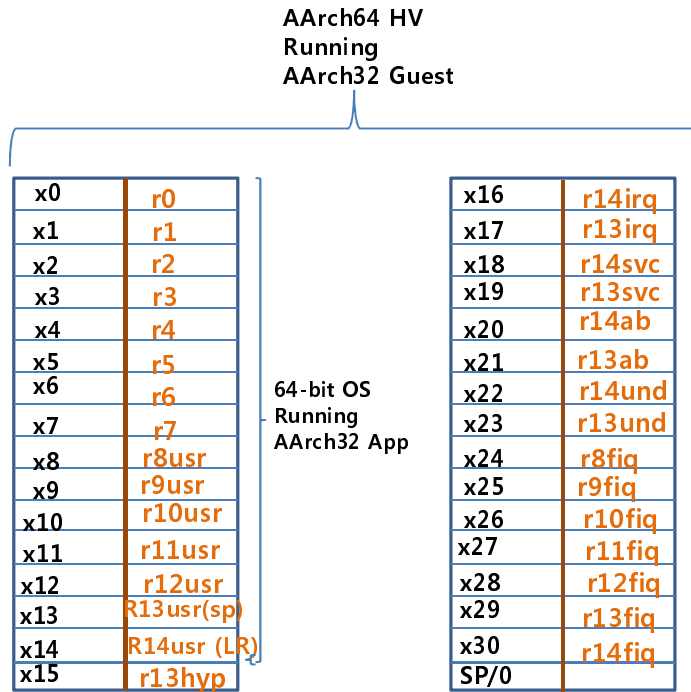 AArch64 HV
Running
AArch32 Guest
x0 r0
x1 r1
x2 r2
x3 r3
x4 r4
x5 r5
x6 r6
x7 r7
x8 r8usr
x9 r9usr
x10 r10usr
x11 r11usr
x12 r12usr
x13 R13usr(sp)
x14 R14usr (LR)
x15 r13hyp
64-bit OS
Running
AArch32 App
x16 r14irq
x17 r13irq
x18 r14svc
x19 r13svc
x20 r14ab
x21 r13ab
x22 r14und
x23 r13und
x24 r8fiq
x25 r9fiq
x26 r10fiq
x27 r11fiq
x28 r12fiq
x29 r13fiq
x30 r14fiq
SP/0